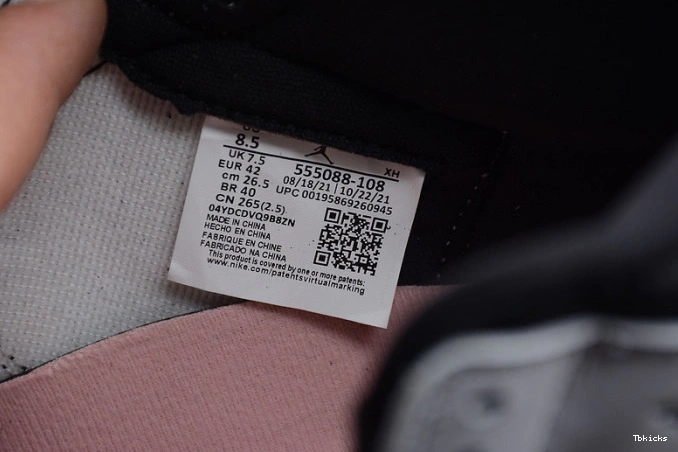 8.5
UK 7.5
EUR 42
cm 26.5
BR 40
CN 265(2.5)
04YDCDVQ9B8ZN
XH
555088-108
08/18/21 | 10/22/21
UPC 00195869260945
MADE IN CHINA
HECHO EN CHINA
FABRIQUE EN CHINE
FABRICADO NA CHINA
This product is covered by one or more patents:
www.nike.com/patentsvirtualmarking
Tbkicks